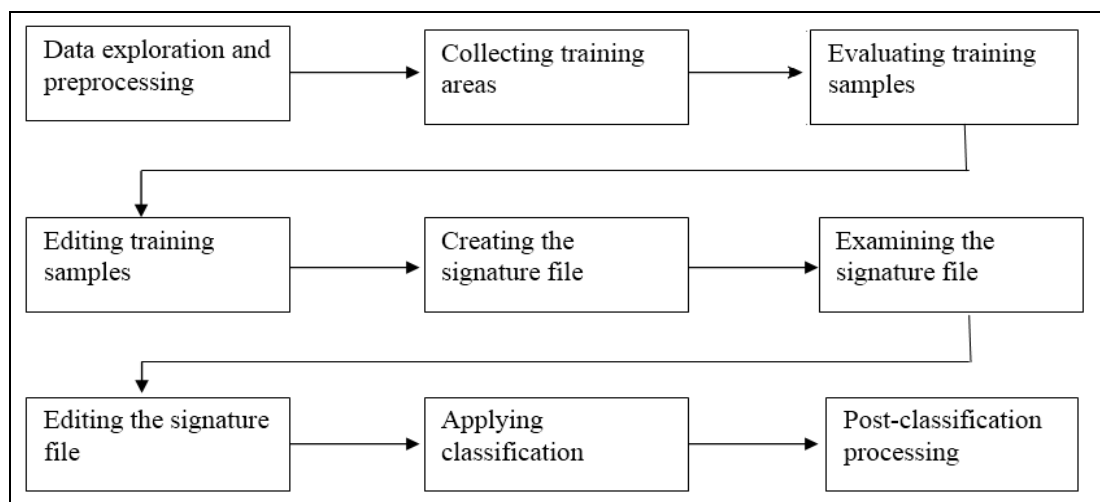 Data exploration and
preprocessing
Collecting training
areas
Evaluating training
samples
Editing training
samples
Creating the
signature file
Examining the
signature file
Editing the signature
file
Applying
classification
Post-classification
processing